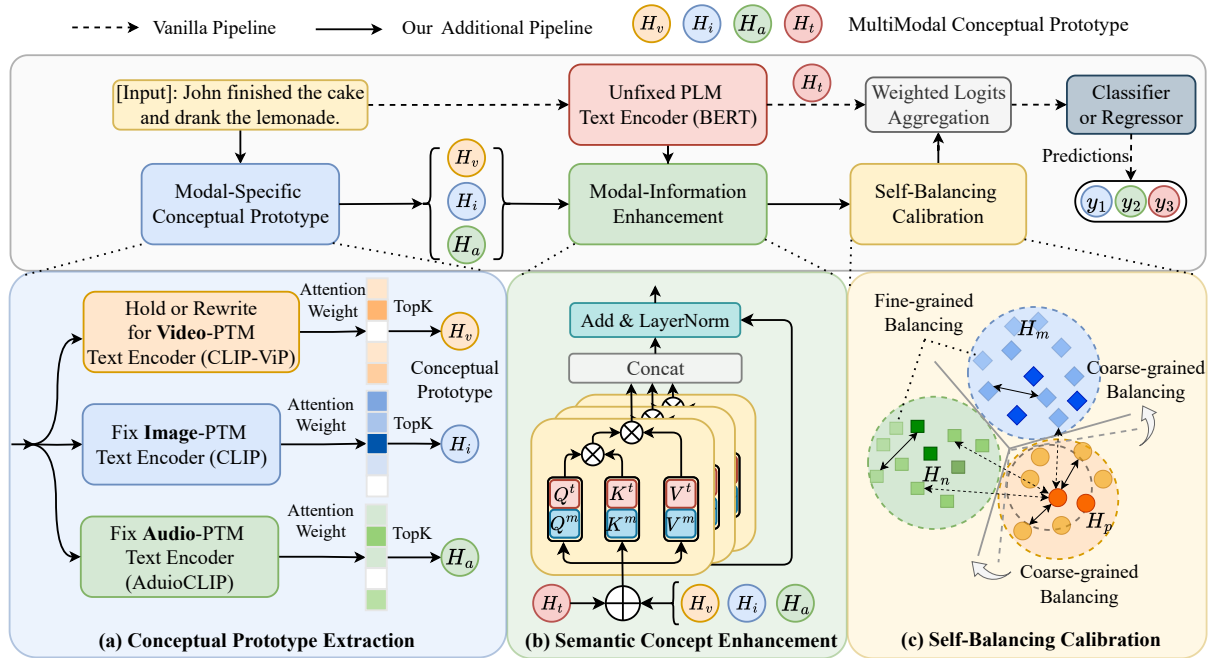 Vanilla Pipeline
Our Additional Pipeline
H_v H_i H_a H_t
MultiModal Conceptual Prototype
[Input]: John finished the cake
and drank the lemonade.
Unfixed PLM
Text Encoder (BERT)
H_t
Weighted Logits
Aggregation
Classifier
or Regressor
Predictions
y_1 y_2 y_3
Modal-Specific
Conceptual Prototype
H_v
H_i
H_a
Modal-Information
Enhancement
Self-Balancing
Calibration
Hold or Rewrite
for Video-PTM
Text Encoder (CLIP-ViP)
Attention
Weight
TopK
H_v
Conceptual
Prototype
Fix Image-PTM
Text Encoder (CLIP)
Attention
Weight
TopK
H_i
Fix Audio-PTM
Text Encoder
(AduioCLIP)
Attention
Weight
TopK
H_a
(a) Conceptual Prototype Extraction
Add & LayerNorm
Concat
Q^t K^t V^t
Q^m K^m V^m
H_t
H_v H_i H_a
(b) Semantic Concept Enhancement
Fine-grained
Balancing
H_m
Coarse-grained
Balancing
H_n
H_p
Coarse-grained
Balancing
(c) Self-Balancing Calibration